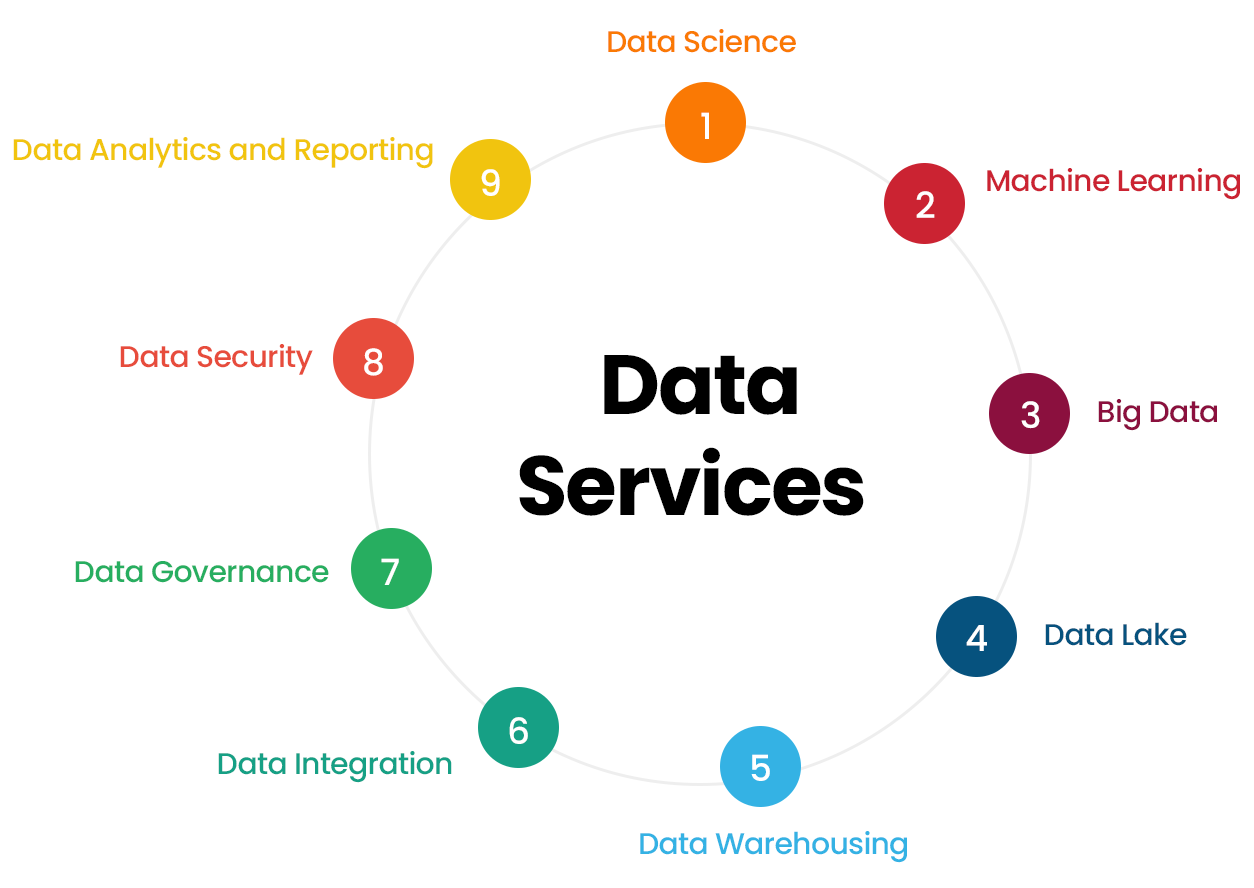 Data Science
1
Machine Learning
2
Big Data
3
Data Lake
4
Data Warehousing
5
Data Integration
6
Data Governance
7
Data Security
8
Data Analytics and Reporting
9
Data
Services